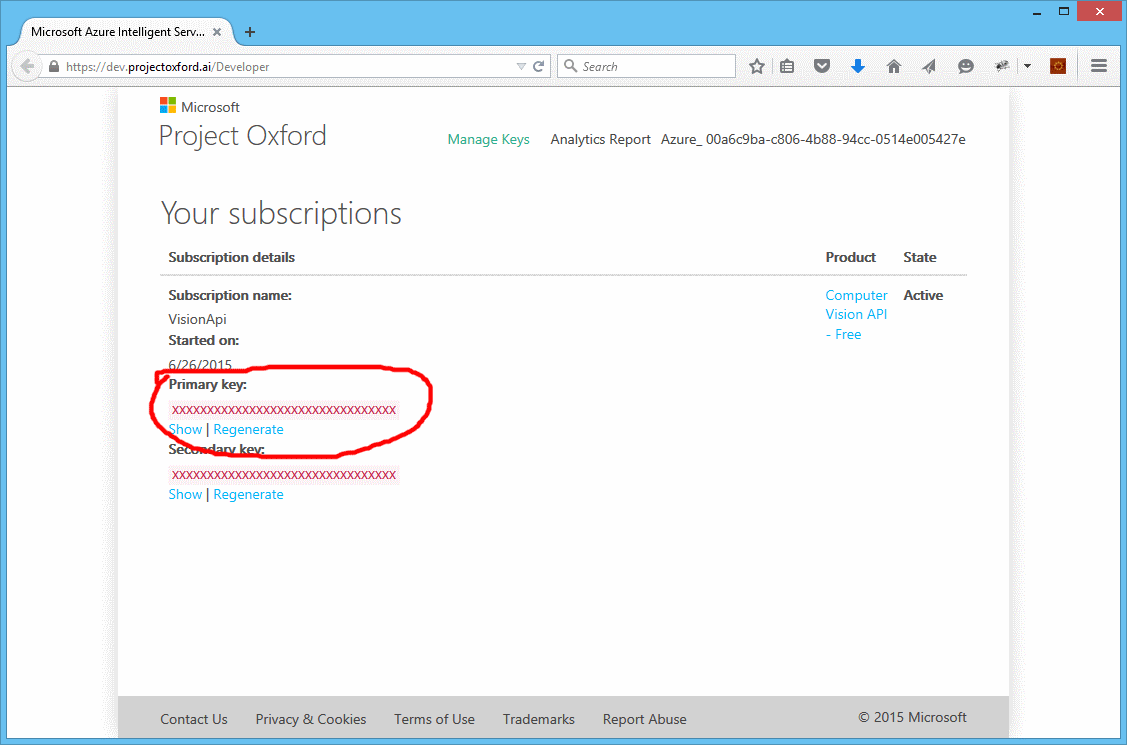 Microsoft Azure Intelligent Serv...
https://dev.projectoxford.ai/Developer
Search
Microsoft
Project Oxford
Manage Keys Analytics Report Azure_ 00a6c9ba-c806-4b88-94cc-0514e005427e
Your subscriptions
Subscription details Product State
Subscription name: Computer Active
VisionApi Vision API
Started on: - Free
6/26/2015
Primary key:
XXXXXXXXXXXXXXXXXXXXXXXXXXXXXXXX
Show | Regenerate
Secondary key:
XXXXXXXXXXXXXXXXXXXXXXXXXXXXXXXX
Show | Regenerate
Contact Us Privacy & Cookies Terms of Use Trademarks Report Abuse © 2015 Microsoft